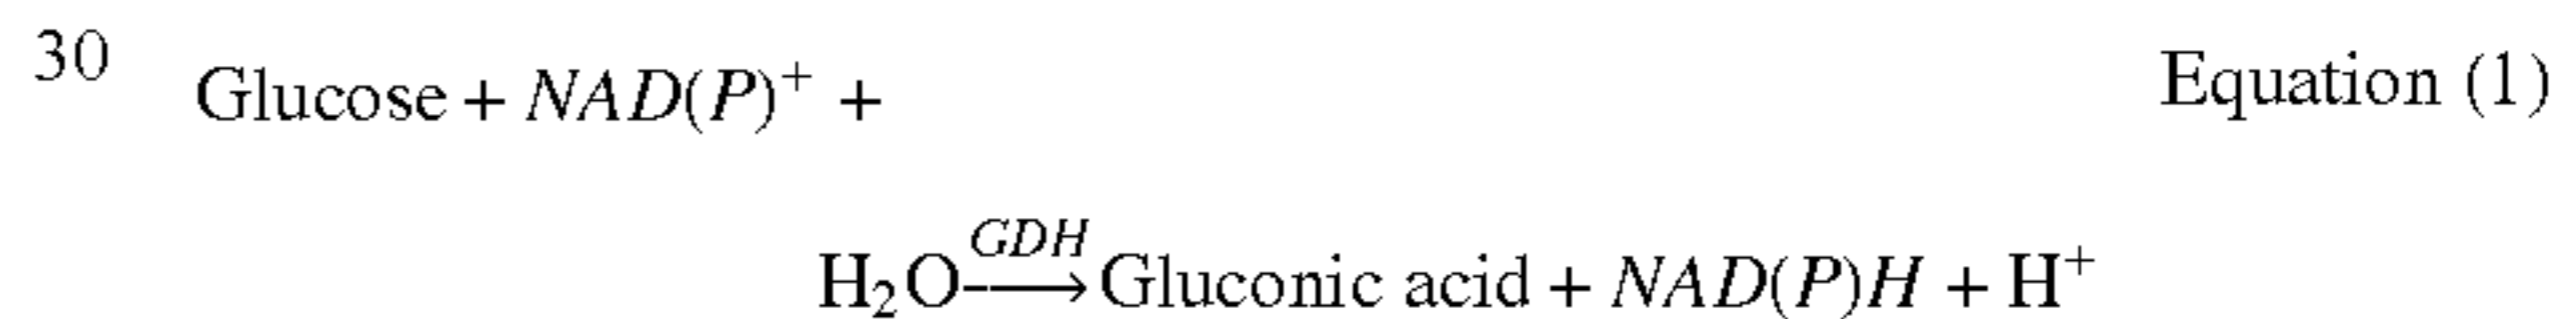 30 Glucose + NAD(P)⁺ + Equation (1)
H₂O —GDH→ Gluconic acid + NAD(P)H + H⁺